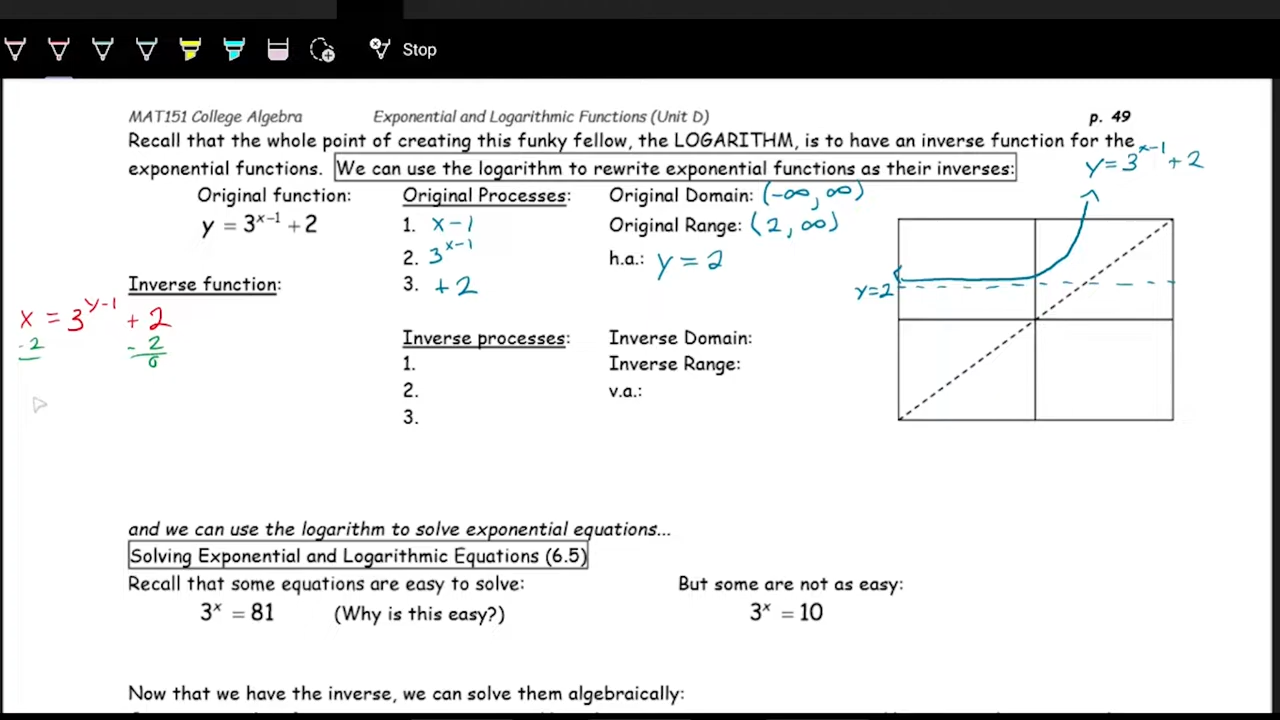 Stop
MAT151 College Algebra Exponential and Logarithmic Functions (Unit D) p. 49
Recall that the whole point of creating this funky fellow, the LOGARITHM, is to have an inverse function for the
exponential functions. We can use the logarithm to rewrite exponential functions as their inverses:
y = 3^(x-1) + 2
Original function:
y = 3^(x-1) + 2
Original Processes:
1. x - 1
2. 3^(x-1)
3. + 2
Original Domain: (-∞, ∞)
Original Range: (2, ∞)
h.a.: y = 2
y = 2
Inverse function:
x = 3^(y-1) + 2
- 2 - 2
0
Inverse processes:
1.
2.
3.
Inverse Domain:
Inverse Range:
v.a.:
and we can use the logarithm to solve exponential equations...
Solving Exponential and Logarithmic Equations (6.5)
Recall that some equations are easy to solve: But some are not as easy:
3^x = 81 (Why is this easy?) 3^x = 10
Now that we have the inverse, we can solve them algebraically: